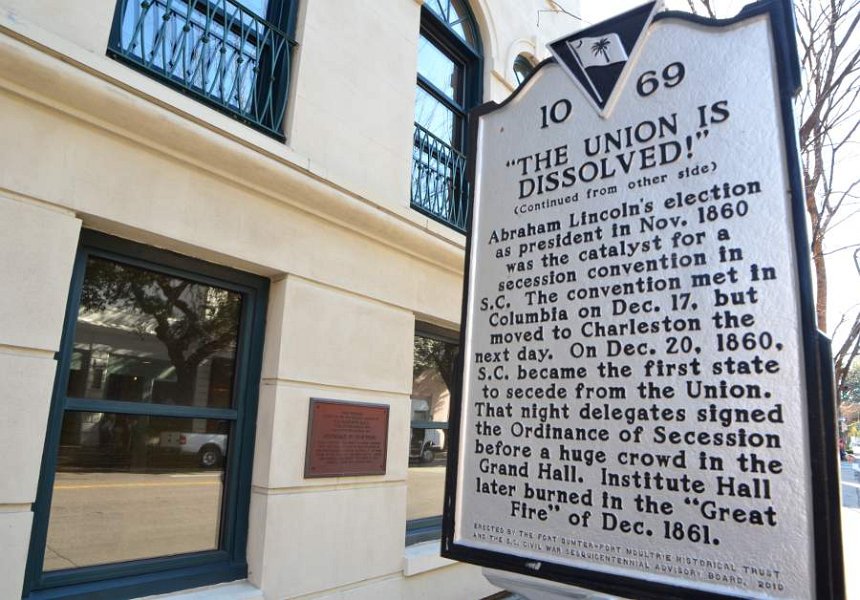 10 69
"THE UNION IS
DISSOLVED!"
(Continued from other side)
Abraham Lincoln's election
as president in Nov. 1860
was the catalyst for a
secession convention in
S.C. The convention met in
Columbia on Dec. 17, but
moved to Charleston the
next day. On Dec. 20, 1860,
S.C. became the first state
to secede from the Union.
That night delegates signed
the Ordinance of Secession
before a huge crowd in the
Grand Hall. Institute Hall
later burned in the "Great
Fire" of Dec. 1861.
ERECTED BY THE FORT SUMTER-FORT MOULTRIE HISTORICAL TRUST
AND THE S.C. CIVIL WAR SESQUICENTENNIAL ADVISORY BOARD, 2010